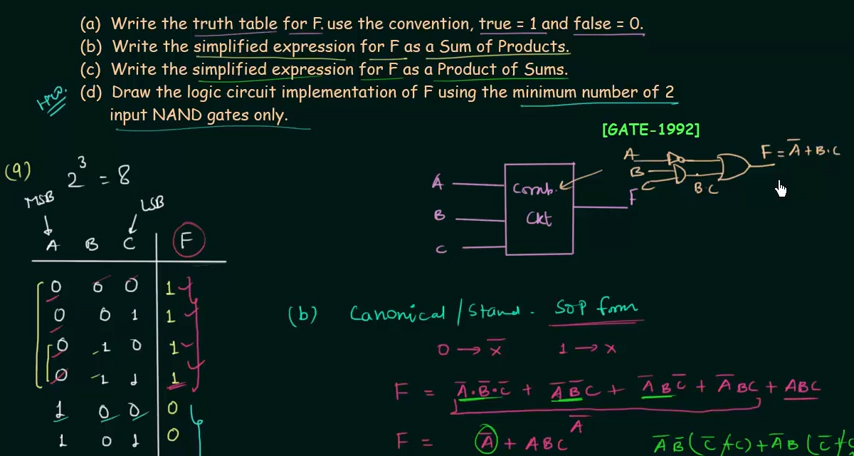 (a) Write the truth table for F. use the convention, true = 1 and false = 0.
(b) Write the simplified expression for F as a Sum of Products.
(c) Write the simplified expression for F as a Product of Sums.
(d) Draw the logic circuit implementation of F using the minimum number of 2
input NAND gates only.
H.W.
[GATE-1992]
(a) 2³ = 8
MSB LSB
A B C F
0 0 0 1
0 0 1 1
0 1 0 1
0 1 1 1
1 0 0 0
1 0 1 0
A
B
C
Comb.
Ckt
F
A
B
C
B C
F = A̅ + B·C
(b) Canonical / Stand. SOP form
0 → x̅ 1 → x
F = A̅·B̅·C̅ + A̅B̅C + A̅BC̅ + A̅BC + ABC
A̅
F = A̅ + ABC
A̅B̅(C̅+C) + A̅B(C̅+C